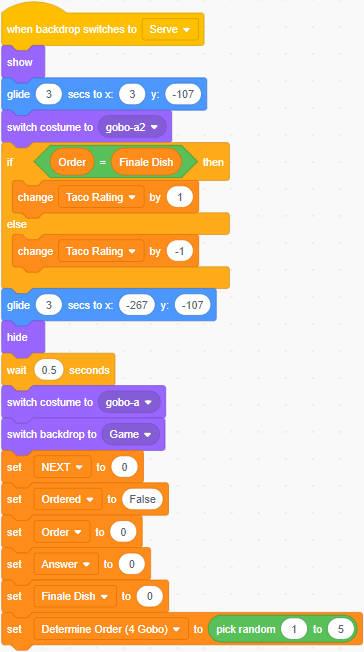 when backdrop switches to Serve
show
glide 3 secs to x: 3 y: -107
switch costume to gobo-a2
if Order = Finale Dish then
change Taco Rating by 1
else
change Taco Rating by -1
glide 3 secs to x: -267 y: -107
hide
wait 0.5 seconds
switch costume to gobo-a
switch backdrop to Game
set NEXT to 0
set Ordered to False
set Order to 0
set Answer to 0
set Finale Dish to 0
set Determine Order (4 Gobo) to pick random 1 to 5